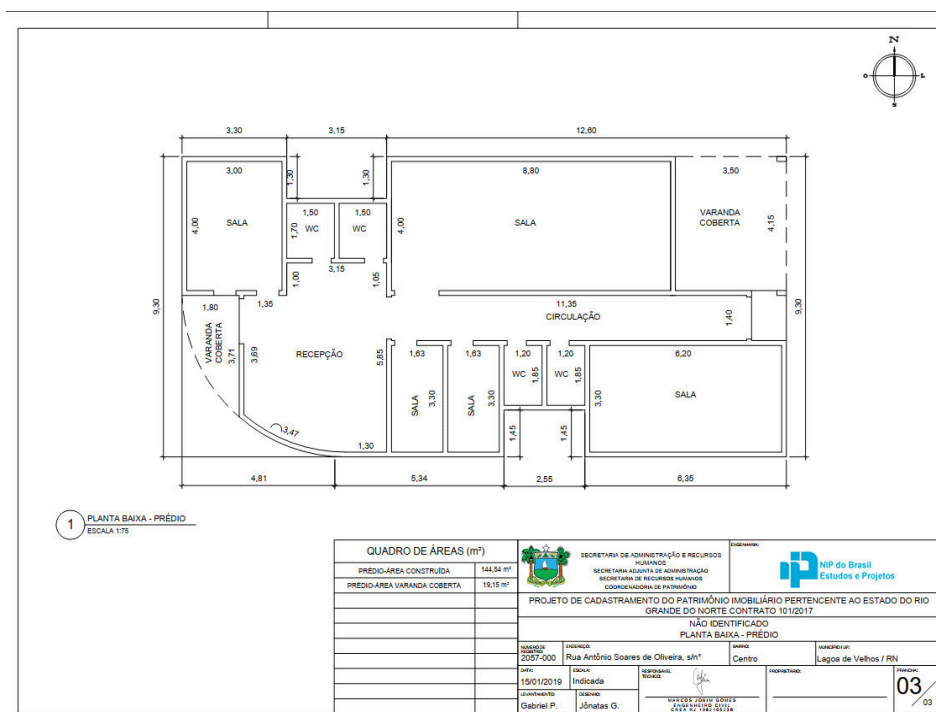 N
O
L
S
3,30
3,15
12,60
3,00
1,30
1,30
8,80
3,50
4,00
SALA
1,50
WC
1,50
WC
1,70
4,00
SALA
VARANDA
COBERTA
4,15
3,15
1,00
1,05
9,30
1,80
1,35
11,35
CIRCULAÇÃO
1,40
9,30
VARANDA
COBERTA
3,71
3,69
RECEPÇÃO
5,85
1,63
1,63
1,20
WC
1,85
1,20
WC
1,85
6,20
SALA
3,30
SALA
3,30
3,30
SALA
3,47
1,30
1,45
1,45
4,81
5,34
2,55
6,35
1
PLANTA BAIXA - PRÉDIO
ESCALA 1:75
QUADRO DE ÁREAS (m²)
PRÉDIO-ÁREA CONSTRUÍDA 144,54 m²
PRÉDIO-ÁREA VARANDA COBERTA 19,15 m²
SECRETARIA DE ADMINISTRAÇÃO E RECURSOS
HUMANOS
SECRETARIA ADJUNTA DE ADMINISTRAÇÃO
SECRETARIA DE RECURSOS HUMANOS
COORDENADORIA DE PATRIMÔNIO
ENGENHARIA:
NIP do Brasil
Estudos e Projetos
PROJETO DE CADASTRAMENTO DO PATRIMÔNIO IMOBILIÁRIO PERTENCENTE AO ESTADO DO RIO
GRANDE DO NORTE CONTRATO 101/2017
NÃO IDENTIFICADO
PLANTA BAIXA - PRÉDIO
NÚMERO DE
REGISTRO:
2057-000
ENDEREÇO:
Rua Antônio Soares de Oliveira, s/n°
BAIRRO:
Centro
MUNICÍPIO/UF:
Lagoa de Velhos / RN
DATA:
15/01/2019
ESCALA:
Indicada
RESPONSÁVEL
TÉCNICO:
PROPRIETÁRIO:
PRANCHA:
03
03
LEVANTAMENTO:
Gabriel P.
DESENHO:
Jônatas G.
MARCOS JOBIM GOMES
ENGENHEIRO CIVIL